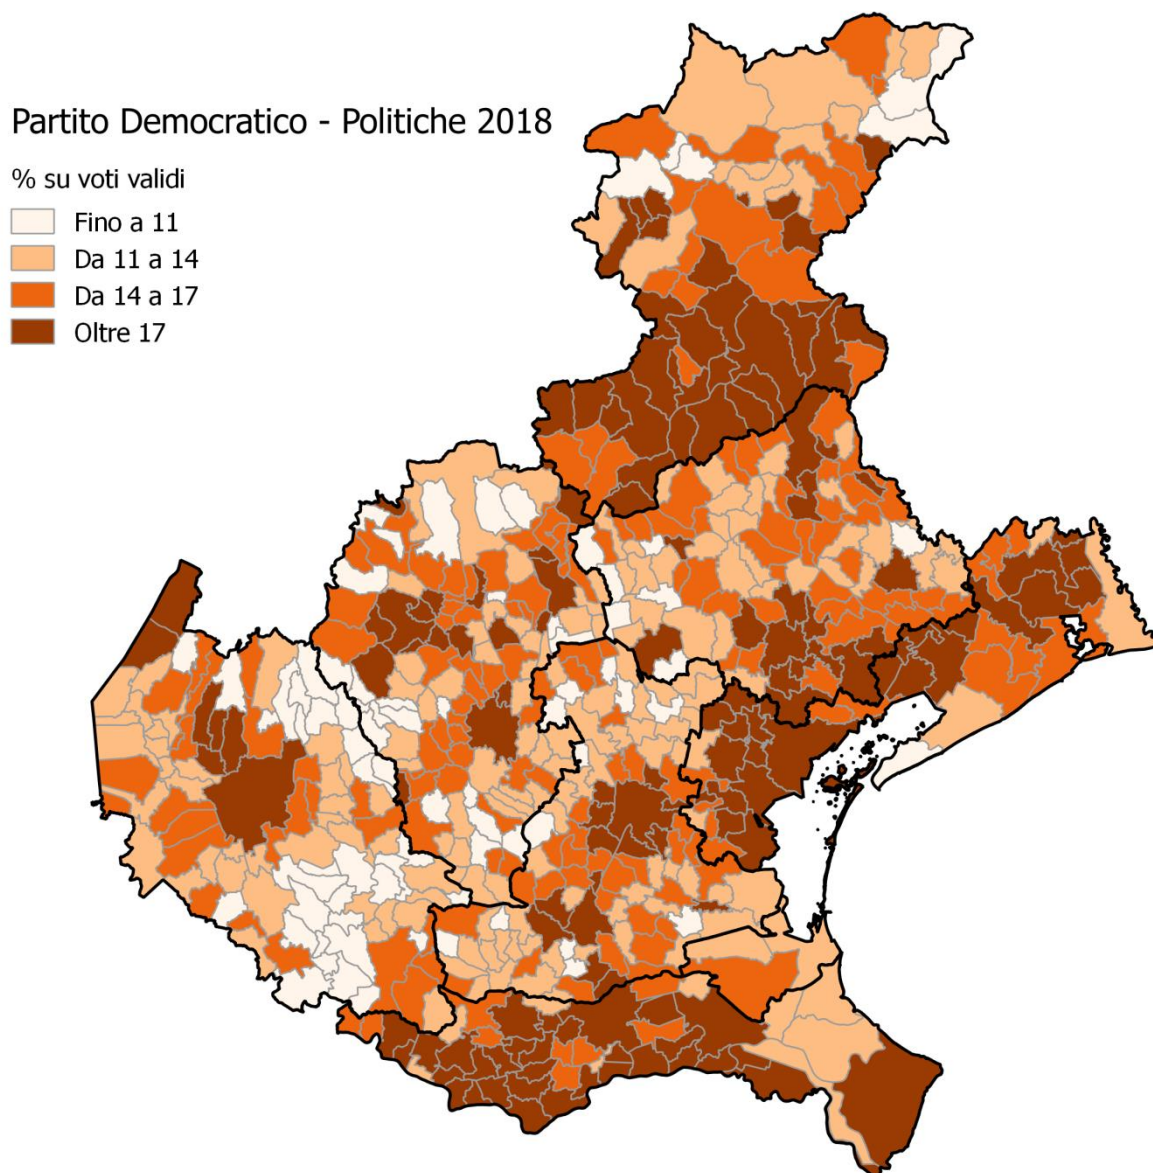 Partito Democratico - Politiche 2018
% su voti validi
Fino a 11
Da 11 a 14
Da 14 a 17
Oltre 17